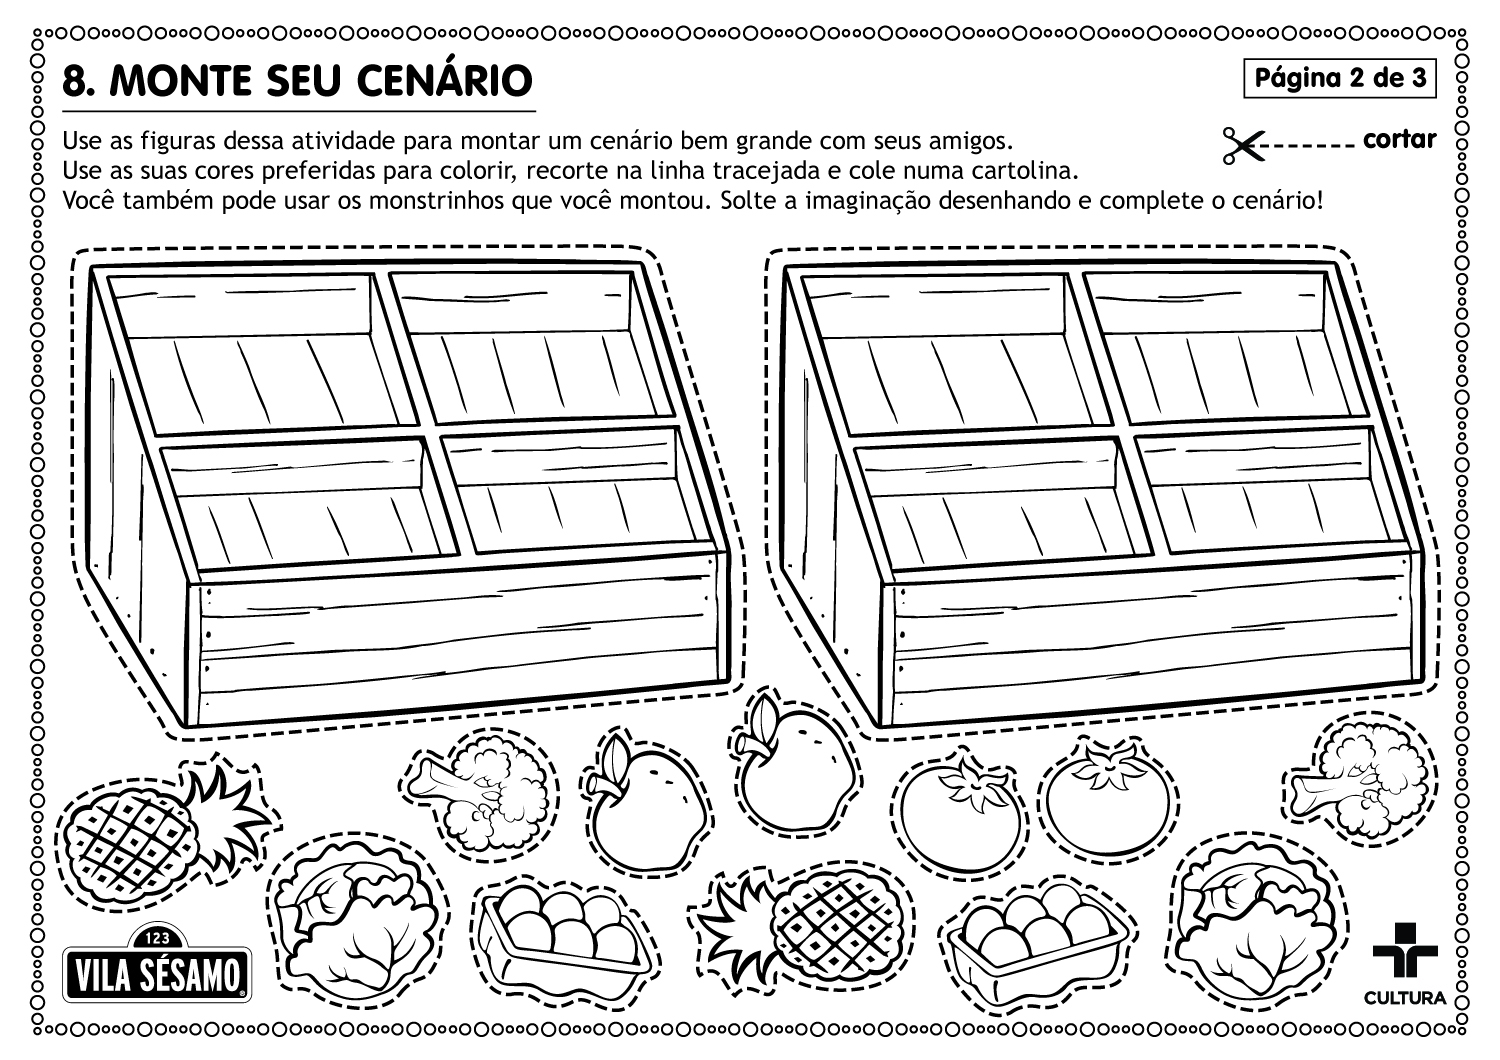 8. MONTE SEU CENÁRIO
Página 2 de 3
Use as figuras dessa atividade para montar um cenário bem grande com seus amigos.
cortar
Use as suas cores preferidas para colorir, recorte na linha tracejada e cole numa cartolina.
Você também pode usar os monstrinhos que você montou. Solte a imaginação desenhando e complete o cenário!
123
VILA SÉSAMO®
CULTURA